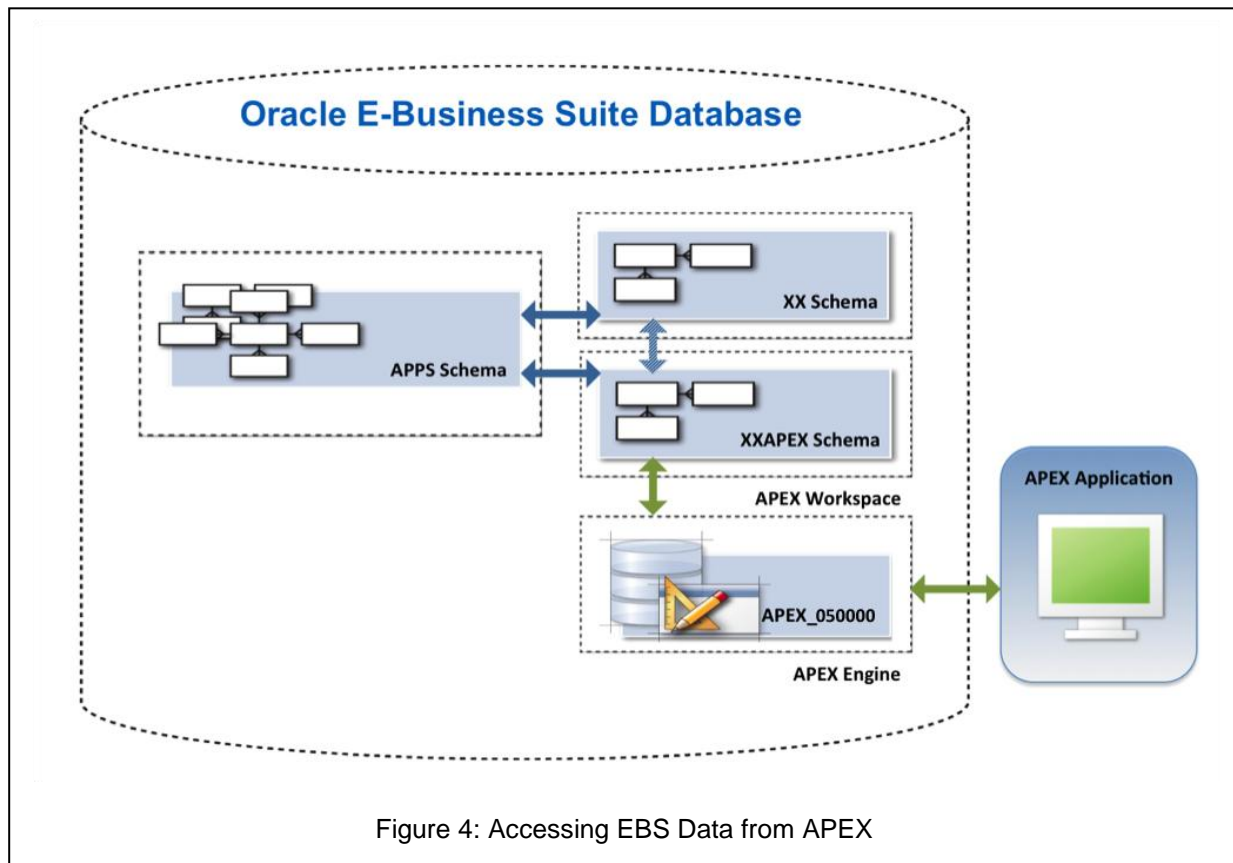 Oracle E-Business Suite Database
XX Schema
APPS Schema
XXAPEX Schema
APEX Workspace
APEX Application
APEX_050000
APEX Engine
Figure 4: Accessing EBS Data from APEX